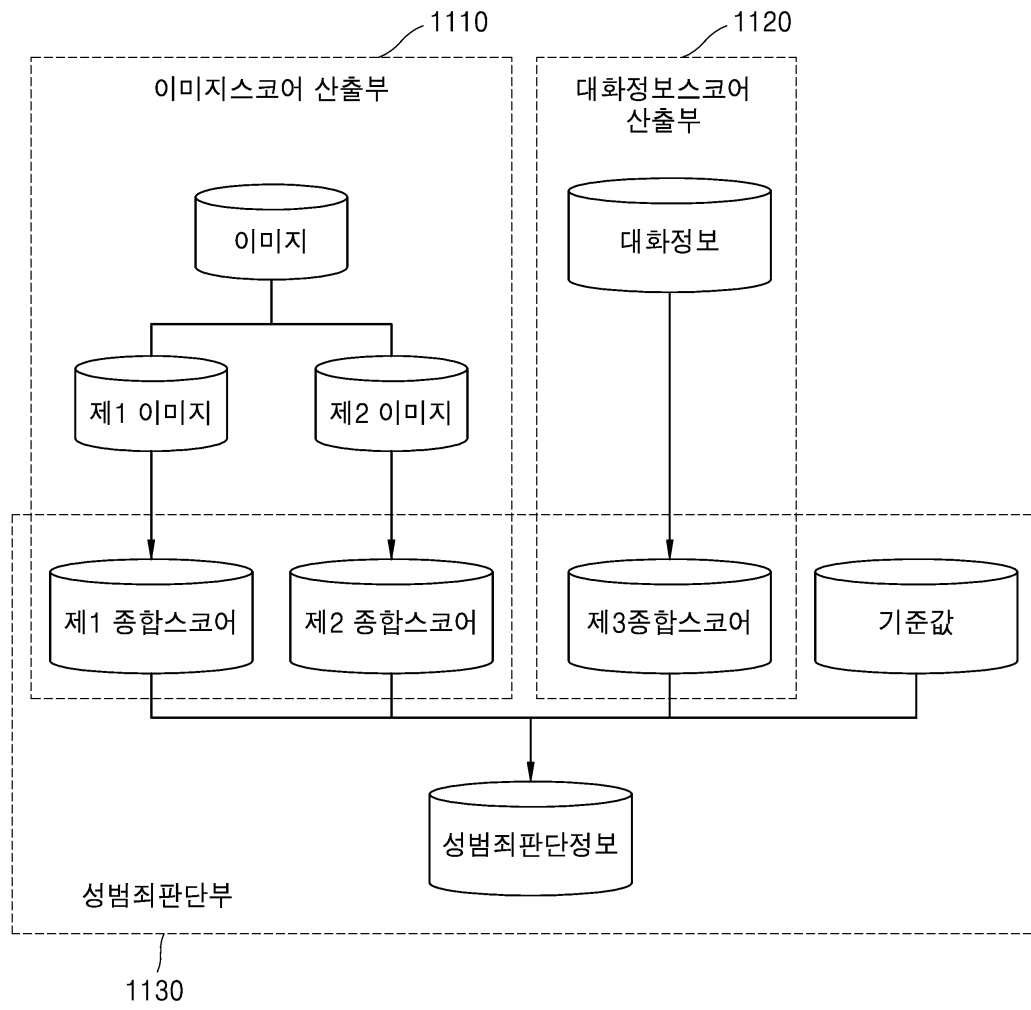 1110
1120
이미지스코어 산출부
대화정보스코어
산출부
이미지
대화정보
제1 이미지
제2 이미지
제1 종합스코어
제2 종합스코어
제3종합스코어
기준값
성범죄판단정보
성범죄판단부
1130